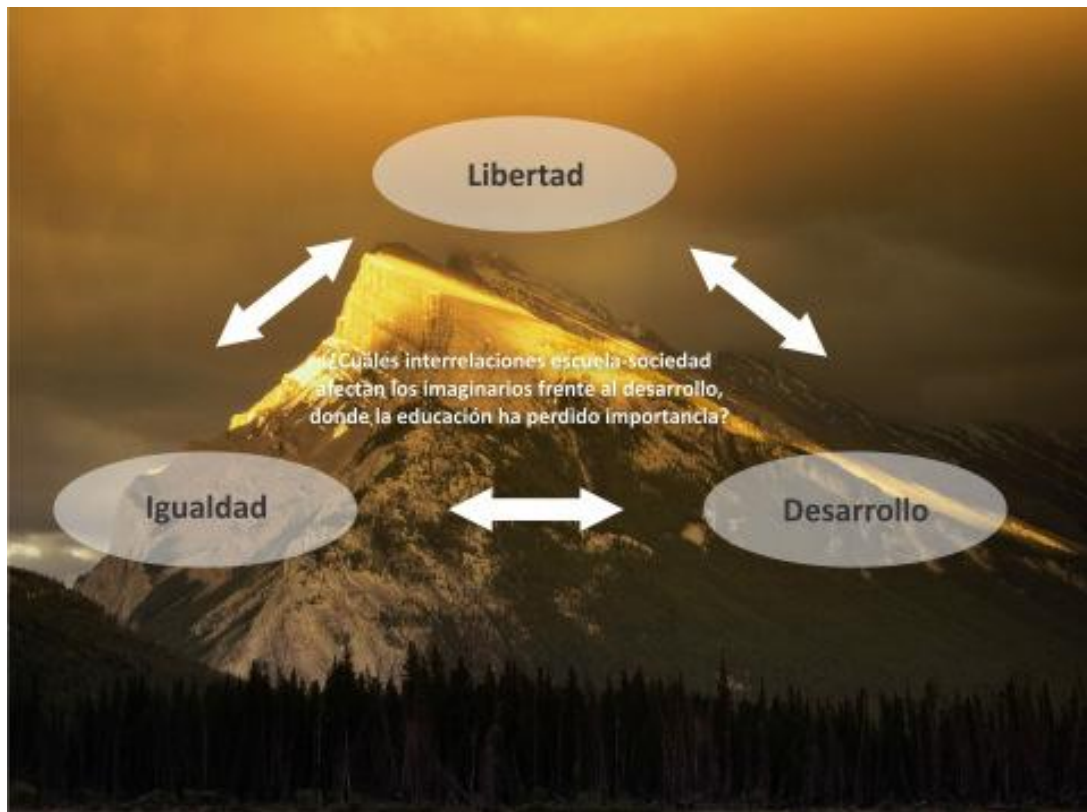 Libertad
¿Cuáles interrelaciones escuela-sociedad
afectan los imaginarios frente al desarrollo,
donde la educación ha perdido importancia?
Igualdad
Desarrollo